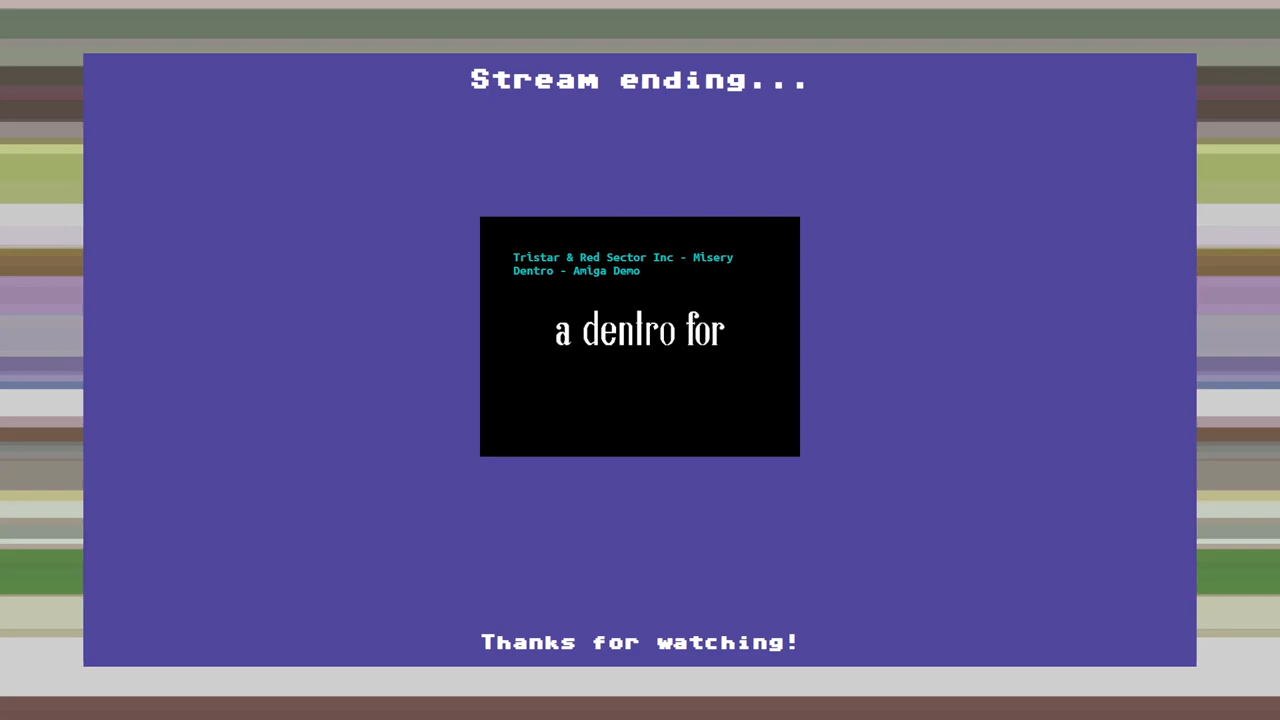 Stream ending...
Tristar & Red Sector Inc - Misery
Dentro - Amiga Demo
a dentro for
Thanks for watching!